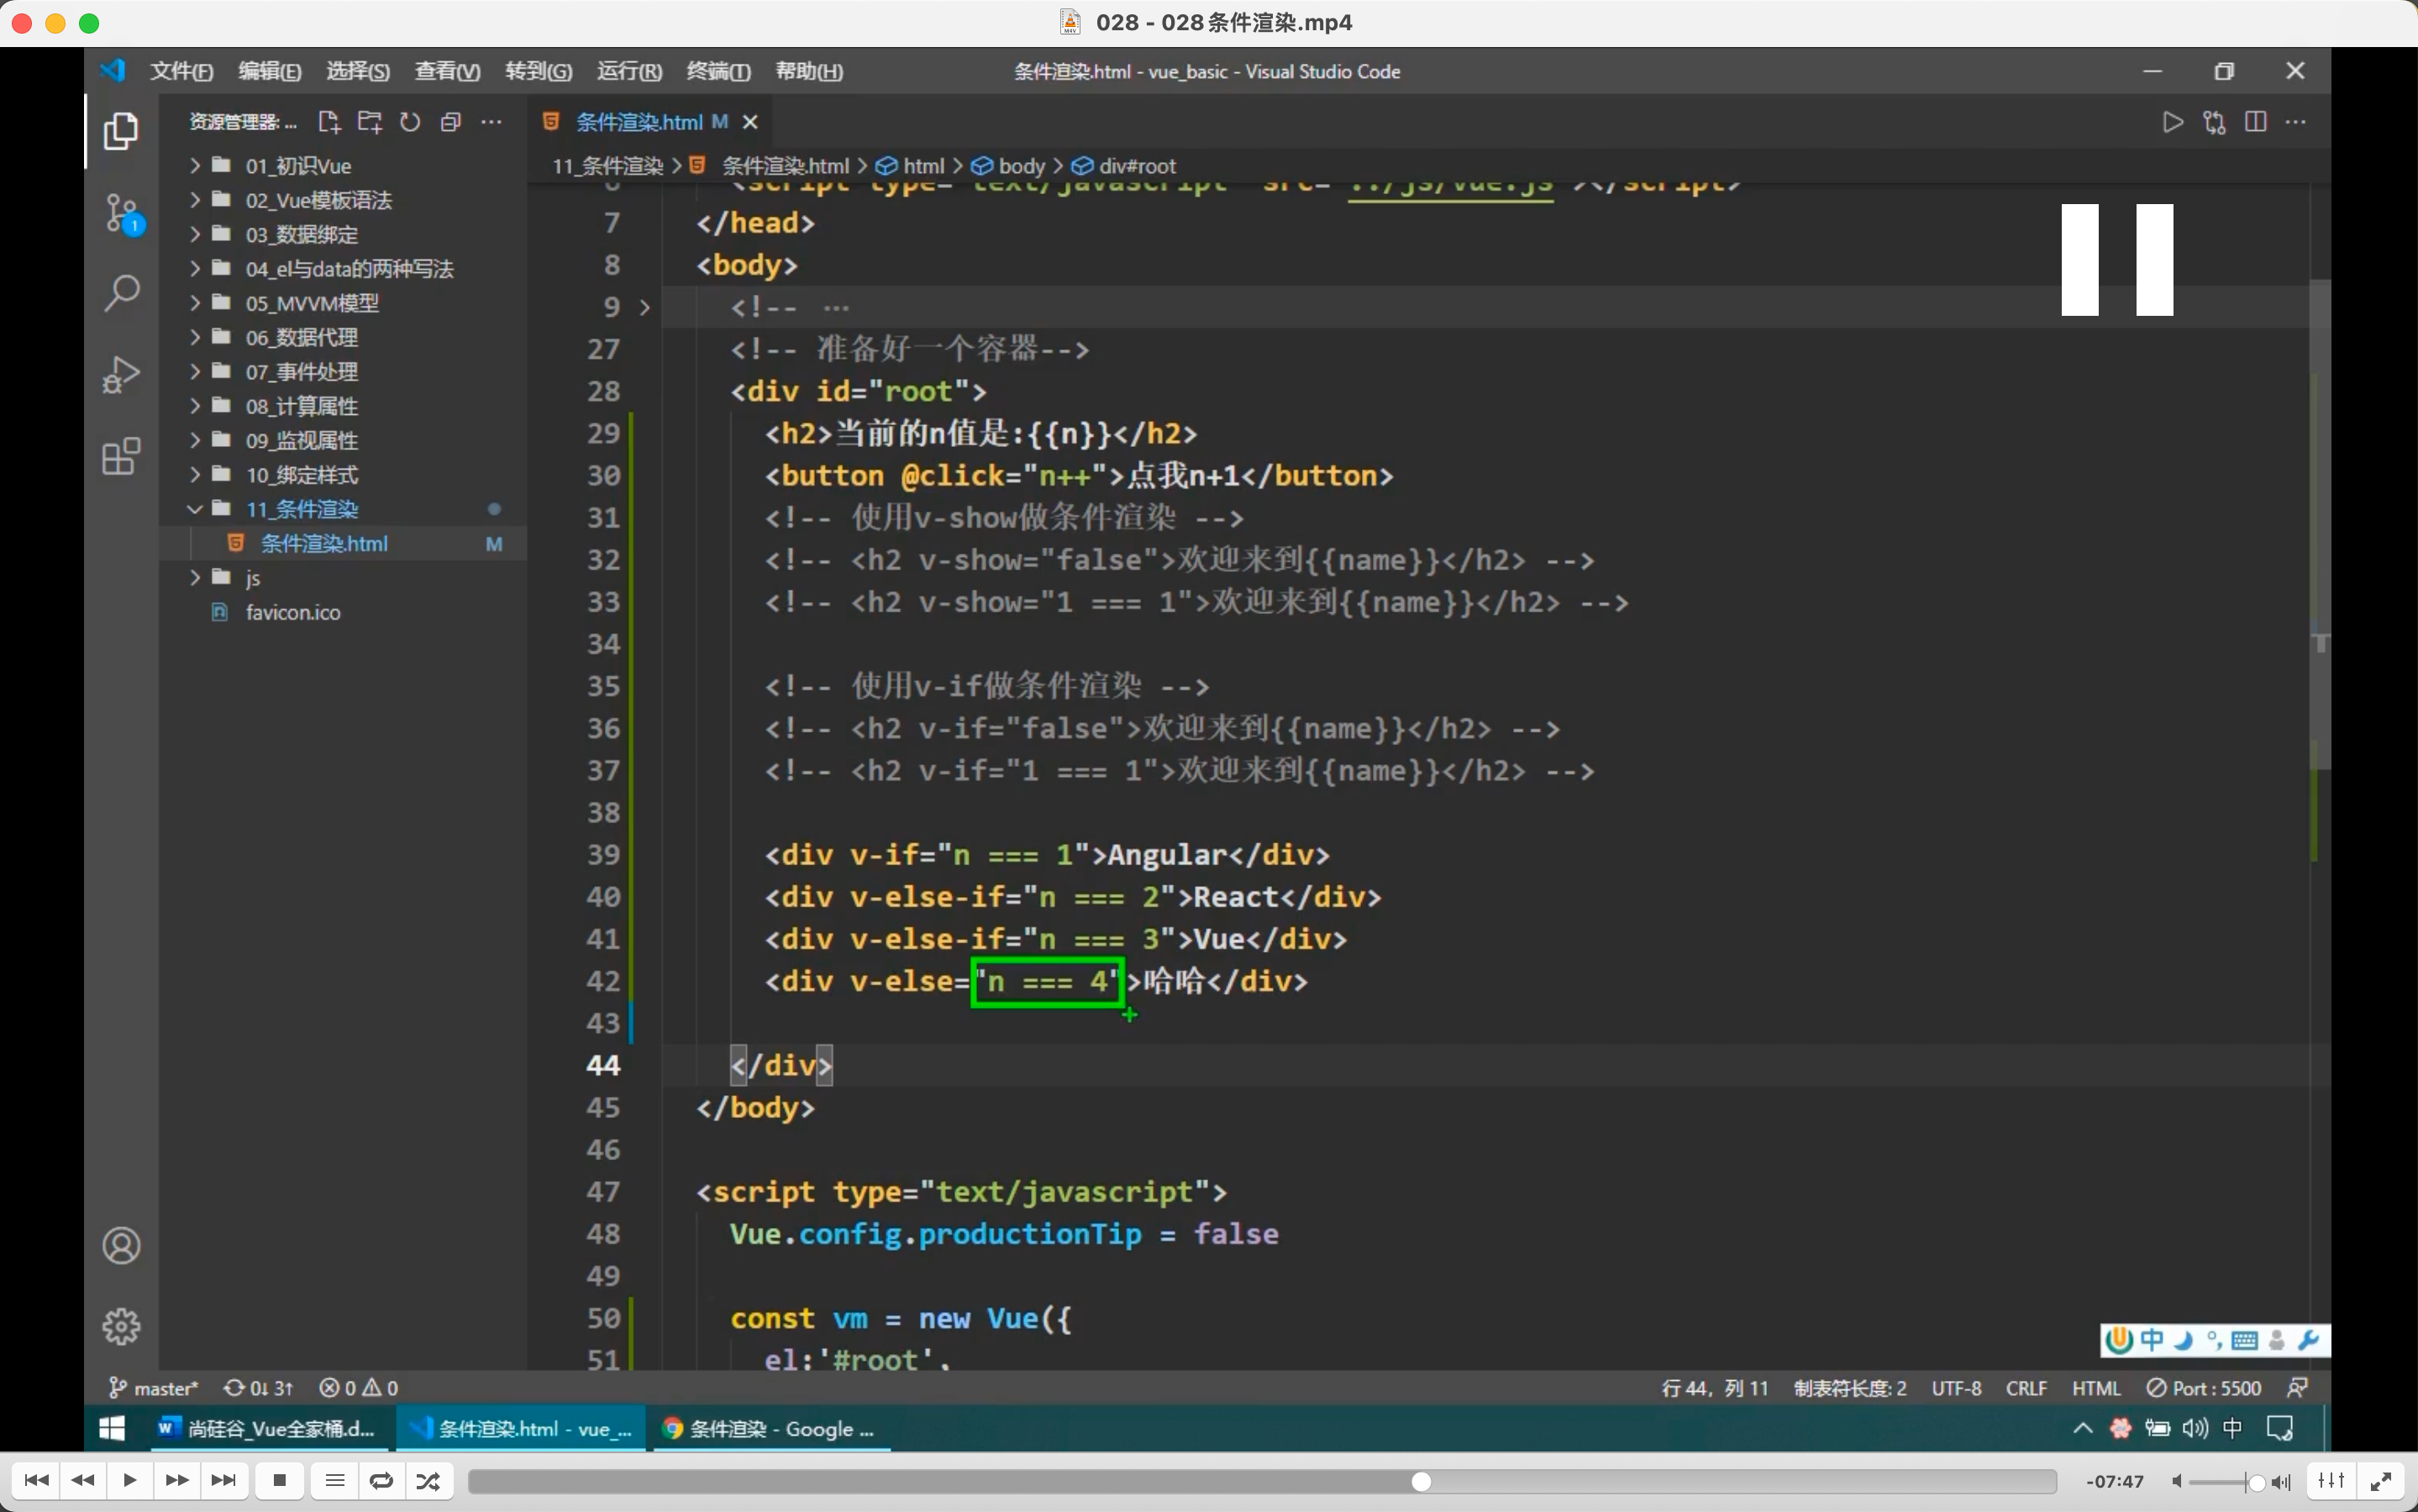 028 - 028条件渲染.mp4
文件(F) 编辑(E) 选择(S) 查看(V) 转到(G) 运行(R) 终端(T) 帮助(H) 条件渲染.html - vue_basic - Visual Studio Code
资源管理器: ...
条件渲染.html M
11_条件渲染 > 条件渲染.html > html > body > div#root
01_初识Vue
02_Vue模板语法
03_数据绑定
04_el与data的两种写法
05_MVVM模型
06_数据代理
07_事件处理
08_计算属性
09_监视属性
10_绑定样式
11_条件渲染
条件渲染.html M
js
favicon.ico
1
<script type="text/javascript" src="../js/vue.js"></script>
7 </head>
8 <body>
9 <!-- ...
27 <!-- 准备好一个容器-->
28 <div id="root">
29 <h2>当前的n值是:{{n}}</h2>
30 <button @click="n++">点我n+1</button>
31 <!-- 使用v-show做条件渲染 -->
32 <!-- <h2 v-show="false">欢迎来到{{name}}</h2> -->
33 <!-- <h2 v-show="1 === 1">欢迎来到{{name}}</h2> -->
34
35 <!-- 使用v-if做条件渲染 -->
36 <!-- <h2 v-if="false">欢迎来到{{name}}</h2> -->
37 <!-- <h2 v-if="1 === 1">欢迎来到{{name}}</h2> -->
38
39 <div v-if="n === 1">Angular</div>
40 <div v-else-if="n === 2">React</div>
41 <div v-else-if="n === 3">Vue</div>
42 <div v-else="n === 4">哈哈</div>
43
44 </div>
45 </body>
46
47 <script type="text/javascript">
48 Vue.config.productionTip = false
49
50 const vm = new Vue({
51 el:'#root',
中
master* 0↓ 3↑ 0 0 行 44，列 11 制表符长度: 2 UTF-8 CRLF HTML Port : 5500
尚硅谷_Vue全家桶.d... 条件渲染.html - vue_... 条件渲染 - Google ... 中
-07:47